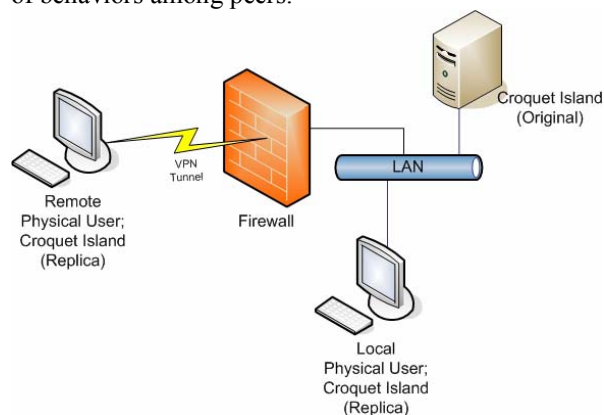 of behaviors among peers.
Croquet Island
(Original)
VPN
Tunnel
LAN
Remote
Physical User;
Croquet Island
(Replica)
Firewall
Local
Physical User;
Croquet Island
(Replica)